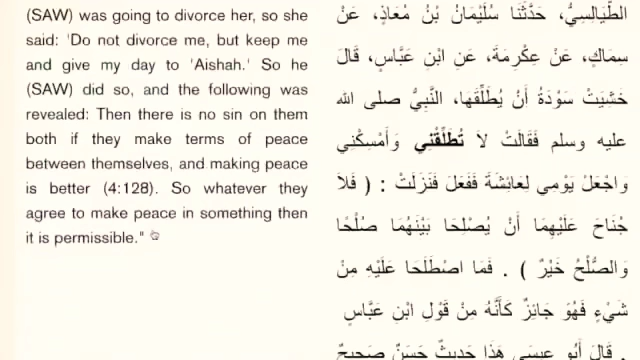 (SAW) was going to divorce her, so she
said: 'Do not divorce me, but keep me
and give my day to 'Aishah.' So he
(SAW) did so, and the following was
revealed: Then there is no sin on them
both if they make terms of peace
between themselves, and making peace
is better (4:128). So whatever they
agree to make peace in something then
it is permissible."
الطَّيَالِسِيُّ، حَدَّثَنَا سُلَيْمَانُ بْنُ مُعَاذٍ، عَنْ
سِمَاكٍ، عَنْ عِكْرِمَةَ، عَنِ ابْنِ عَبَّاسٍ، قَالَ
خَشِيَتْ سَوْدَةُ أَنْ يُطَلِّقَهَا، النَّبِيُّ صلى الله
عليه وسلم فَقَالَتْ لاَ تُطَلِّقْنِي وَأَمْسِكْنِي
وَاجْعَلْ يَوْمِي لِعَائِشَةَ فَفَعَلَ فَنَزَلَتْ : ( فَلاَ
جُنَاحَ عَلَيْهِمَا أَنْ يُصْلِحَا بَيْنَهُمَا صُلْحًا
وَالصُّلْحُ خَيْرٌ ) . فَمَا اصْطَلَحَا عَلَيْهِ مِنْ
شَيْءٍ فَهُوَ جَائِزٌ كَأَنَّهُ مِنْ قَوْلِ ابْنِ عَبَّاسٍ
. قَالَ أَبُو عِيسَى هَذَا حَدِيثٌ حَسَنٌ صَحِيحٌ